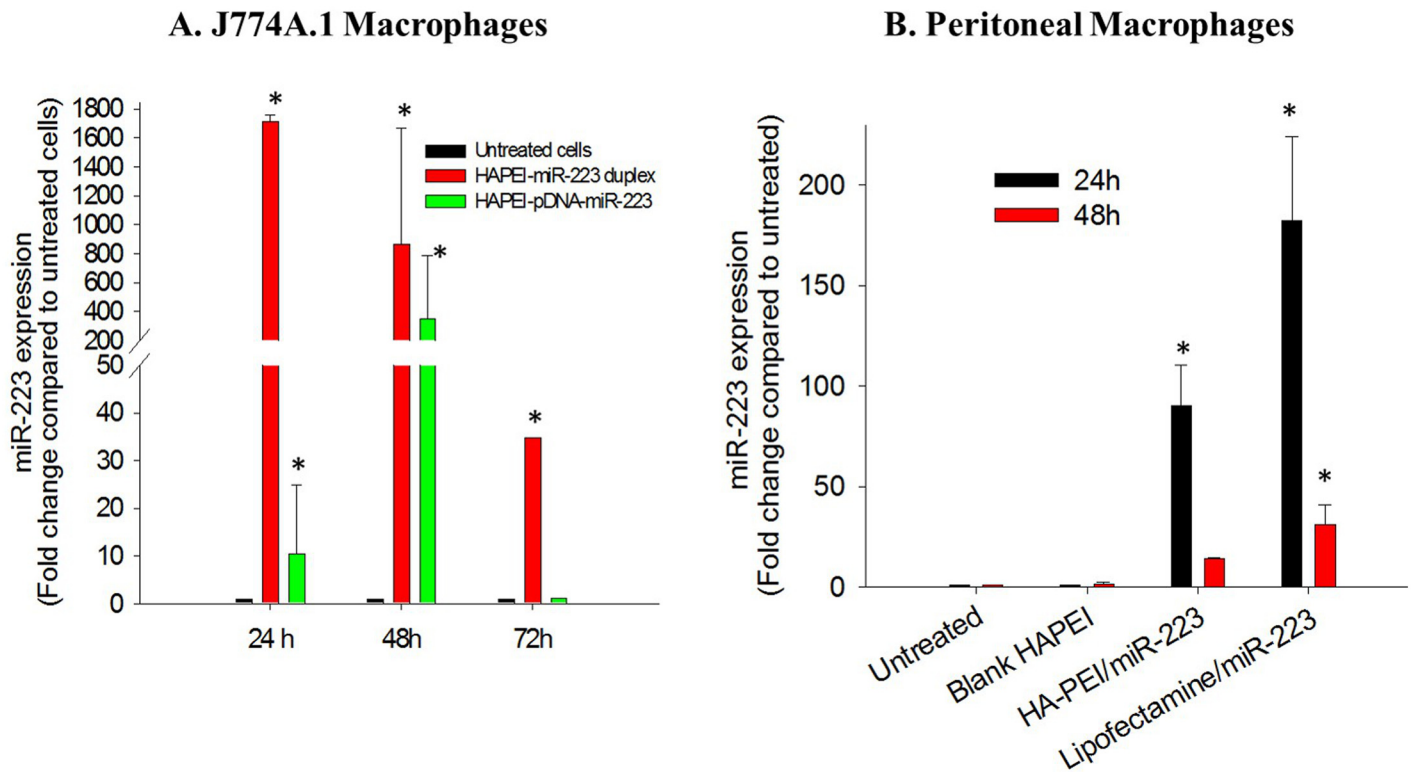 A. J774A.1 Macrophages
miR-223 expression
(Fold change compared to untreated cells)
1800
1600
1400
1200
1000
800
600
400
200
50
40
30
20
10
0
*
*
*
*
*
Untreated cells
HAPEI-miR-223 duplex
HAPEI-pDNA-miR-223
24 h
48h
72h
B. Peritoneal Macrophages
miR-223 expression
(Fold change compared to untreated)
200
150
100
50
0
24h
48h
*
*
*
Untreated
Blank HAPEI
HA-PEI/miR-223
Lipofectamine/miR-223